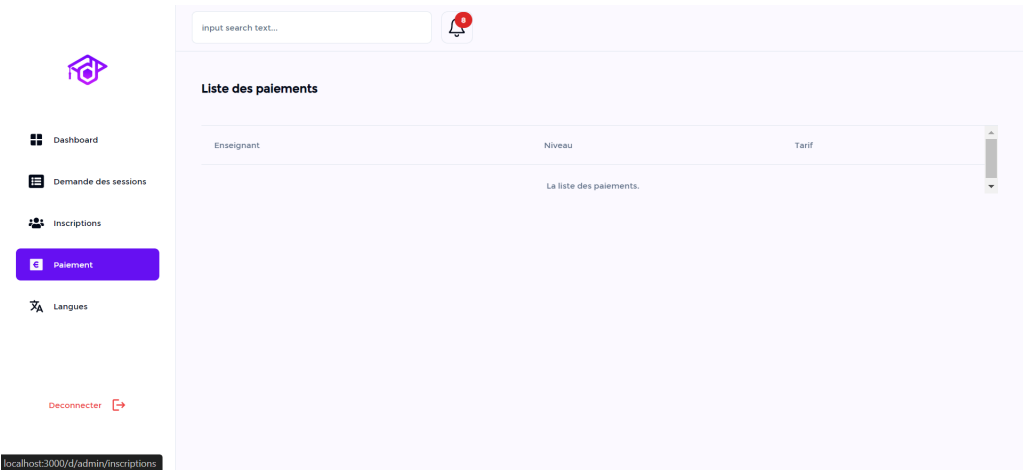 input search text...
8
Liste des paiements
Dashboard
Enseignant Niveau Tarif
Demande des sessions
La liste des paiements.
Inscriptions
€ Paiement
Langues
Deconnecter
localhost:3000/d/admin/inscriptions